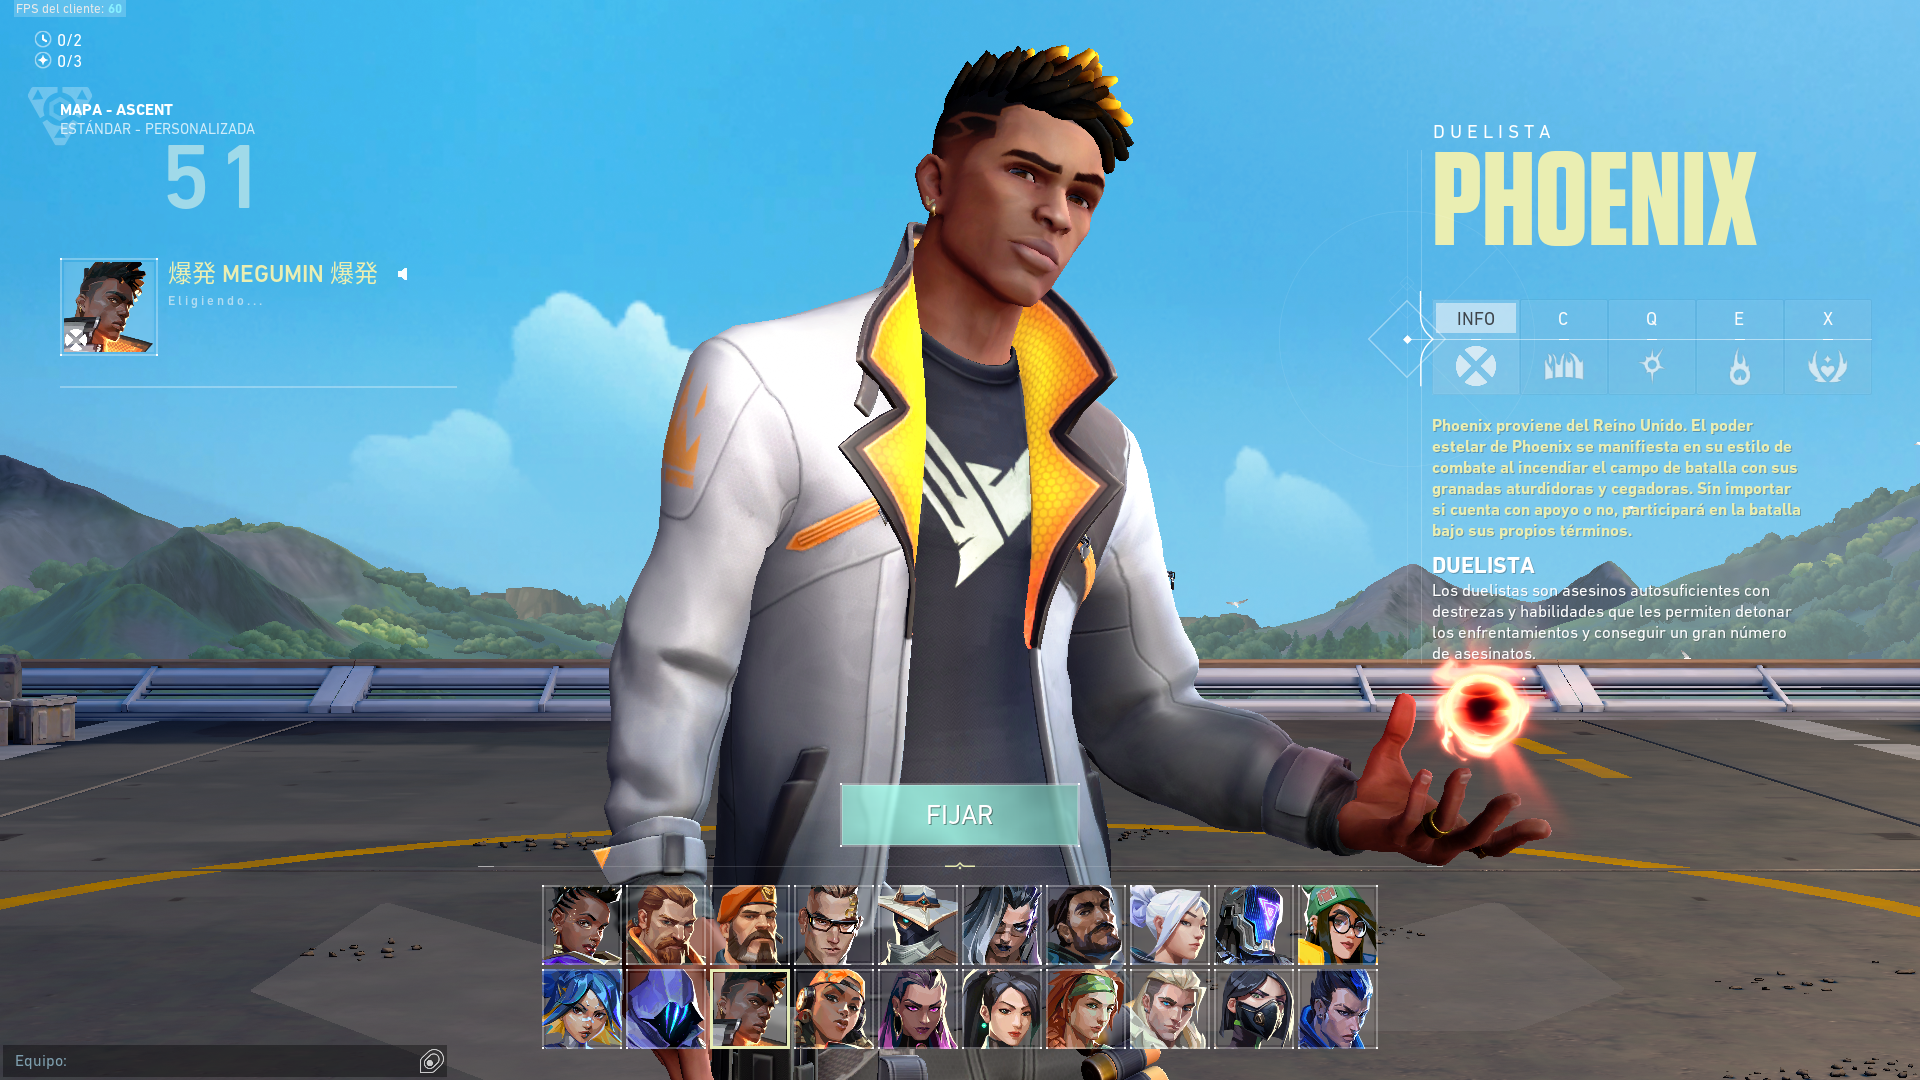 FPS del cliente: 60
0/2
0/3
MAPA - ASCENT
ESTÁNDAR - PERSONALIZADA
51
爆発 MEGUMIN 爆発
Eligiendo...
DUELISTA
PHOENIX
INFO C Q E X
Phoenix proviene del Reino Unido. El poder
estelar de Phoenix se manifiesta en su estilo de
combate al incendiar el campo de batalla con sus
granadas aturdidoras y cegadoras. Sin importar
si cuenta con apoyo o no, participará en la batalla
bajo sus propios términos.
DUELISTA
Los duelistas son asesinos autosuficientes con
destrezas y habilidades que les permiten detonar
los enfrentamientos y conseguir un gran número
de asesinatos.
FIJAR
Equipo: